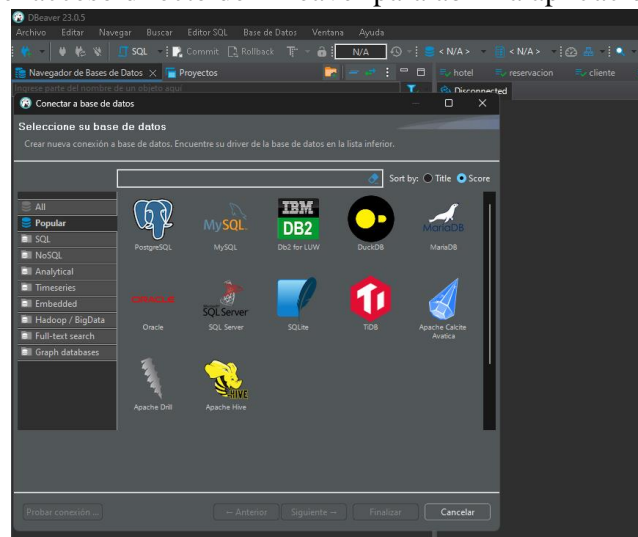 DBeaver 23.0.5
Archivo Editar Navegar Buscar Editor SQL Base de Datos Ventana Ayuda
SQL Commit Rollback N/A < N/A > < N/A >
Navegador de Bases de Datos Proyectos hotel reservacion cliente
Ingrese parte del nombre de un objeto aquí Disconnected
Conectar a base de datos
Seleccione su base de datos
Crear nueva conexión a base de datos. Encuentre su driver de la base de datos en la lista inferior.
Sort by: Title Score
All
Popular
SQL
NoSQL
Analytical
Timeseries
Embedded
Hadoop / BigData
Full-text search
Graph databases
MySQL IBM DB2 MariaDB
PostgreSQL MySQL Db2 for LUW DuckDB MariaDB
ORACLE SQL Server
Oracle SQL Server SQLite TiDB Apache Calcite
Avatica
HIVE
Apache Drill Apache Hive
Probar conexión ... Anterior Siguiente Finalizar Cancelar